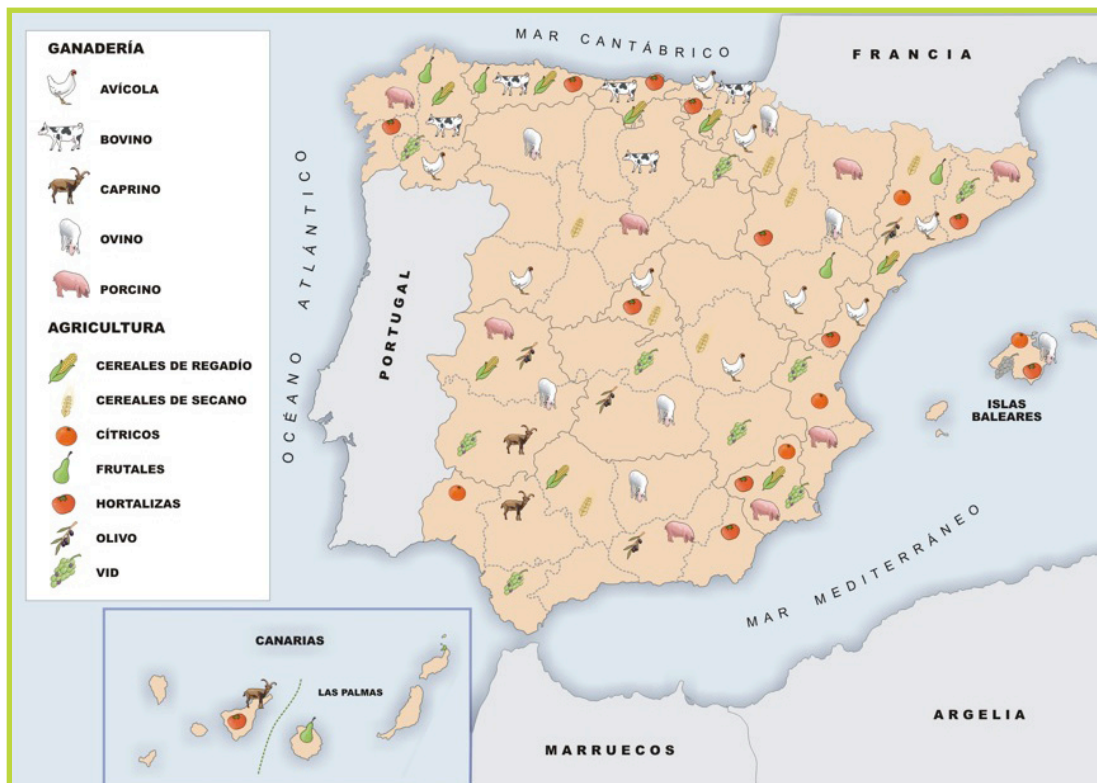 GANADERÍA
AVÍCOLA
BOVINO
CAPRINO
OVINO
PORCINO
AGRICULTURA
CEREALES DE REGADÍO
CEREALES DE SECANO
CÍTRICOS
FRUTALES
HORTALIZAS
OLIVO
VID
MAR CANTÁBRICO
FRANCIA
OCÉANO ATLÁNTICO
PORTUGAL
ISLAS
BALEARES
MAR MEDITERRÁNEO
CANARIAS
LAS PALMAS
MARRUECOS
ARGELIA